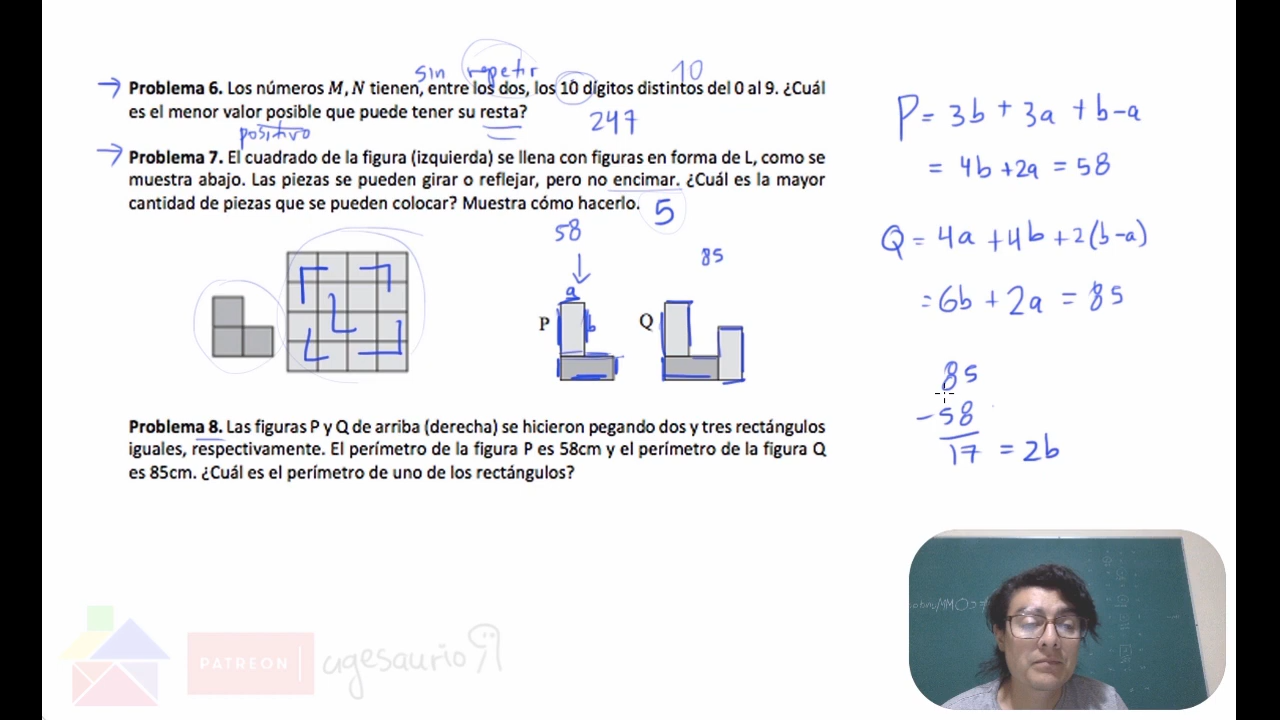 sin repetir 10
Problema 6. Los números M, N tienen, entre los dos, los 10 dígitos distintos del 0 al 9. ¿Cuál
es el menor valor posible que puede tener su resta?
positivo
247
Problema 7. El cuadrado de la figura (izquierda) se llena con figuras en forma de L, como se
muestra abajo. Las piezas se pueden girar o reflejar, pero no encimar. ¿Cuál es la mayor
cantidad de piezas que se pueden colocar? Muestra cómo hacerlo.
5
58
85
a
P
b
Q
Problema 8. Las figuras P y Q de arriba (derecha) se hicieron pegando dos y tres rectángulos
iguales, respectivamente. El perímetro de la figura P es 58cm y el perímetro de la figura Q
es 85cm. ¿Cuál es el perímetro de uno de los rectángulos?
P = 3b + 3a + b-a
= 4b + 2a = 58
Q = 4a + 4b + 2(b-a)
= 6b + 2a = 85
85
-58
17 = 2b
PATREON
agesaurio